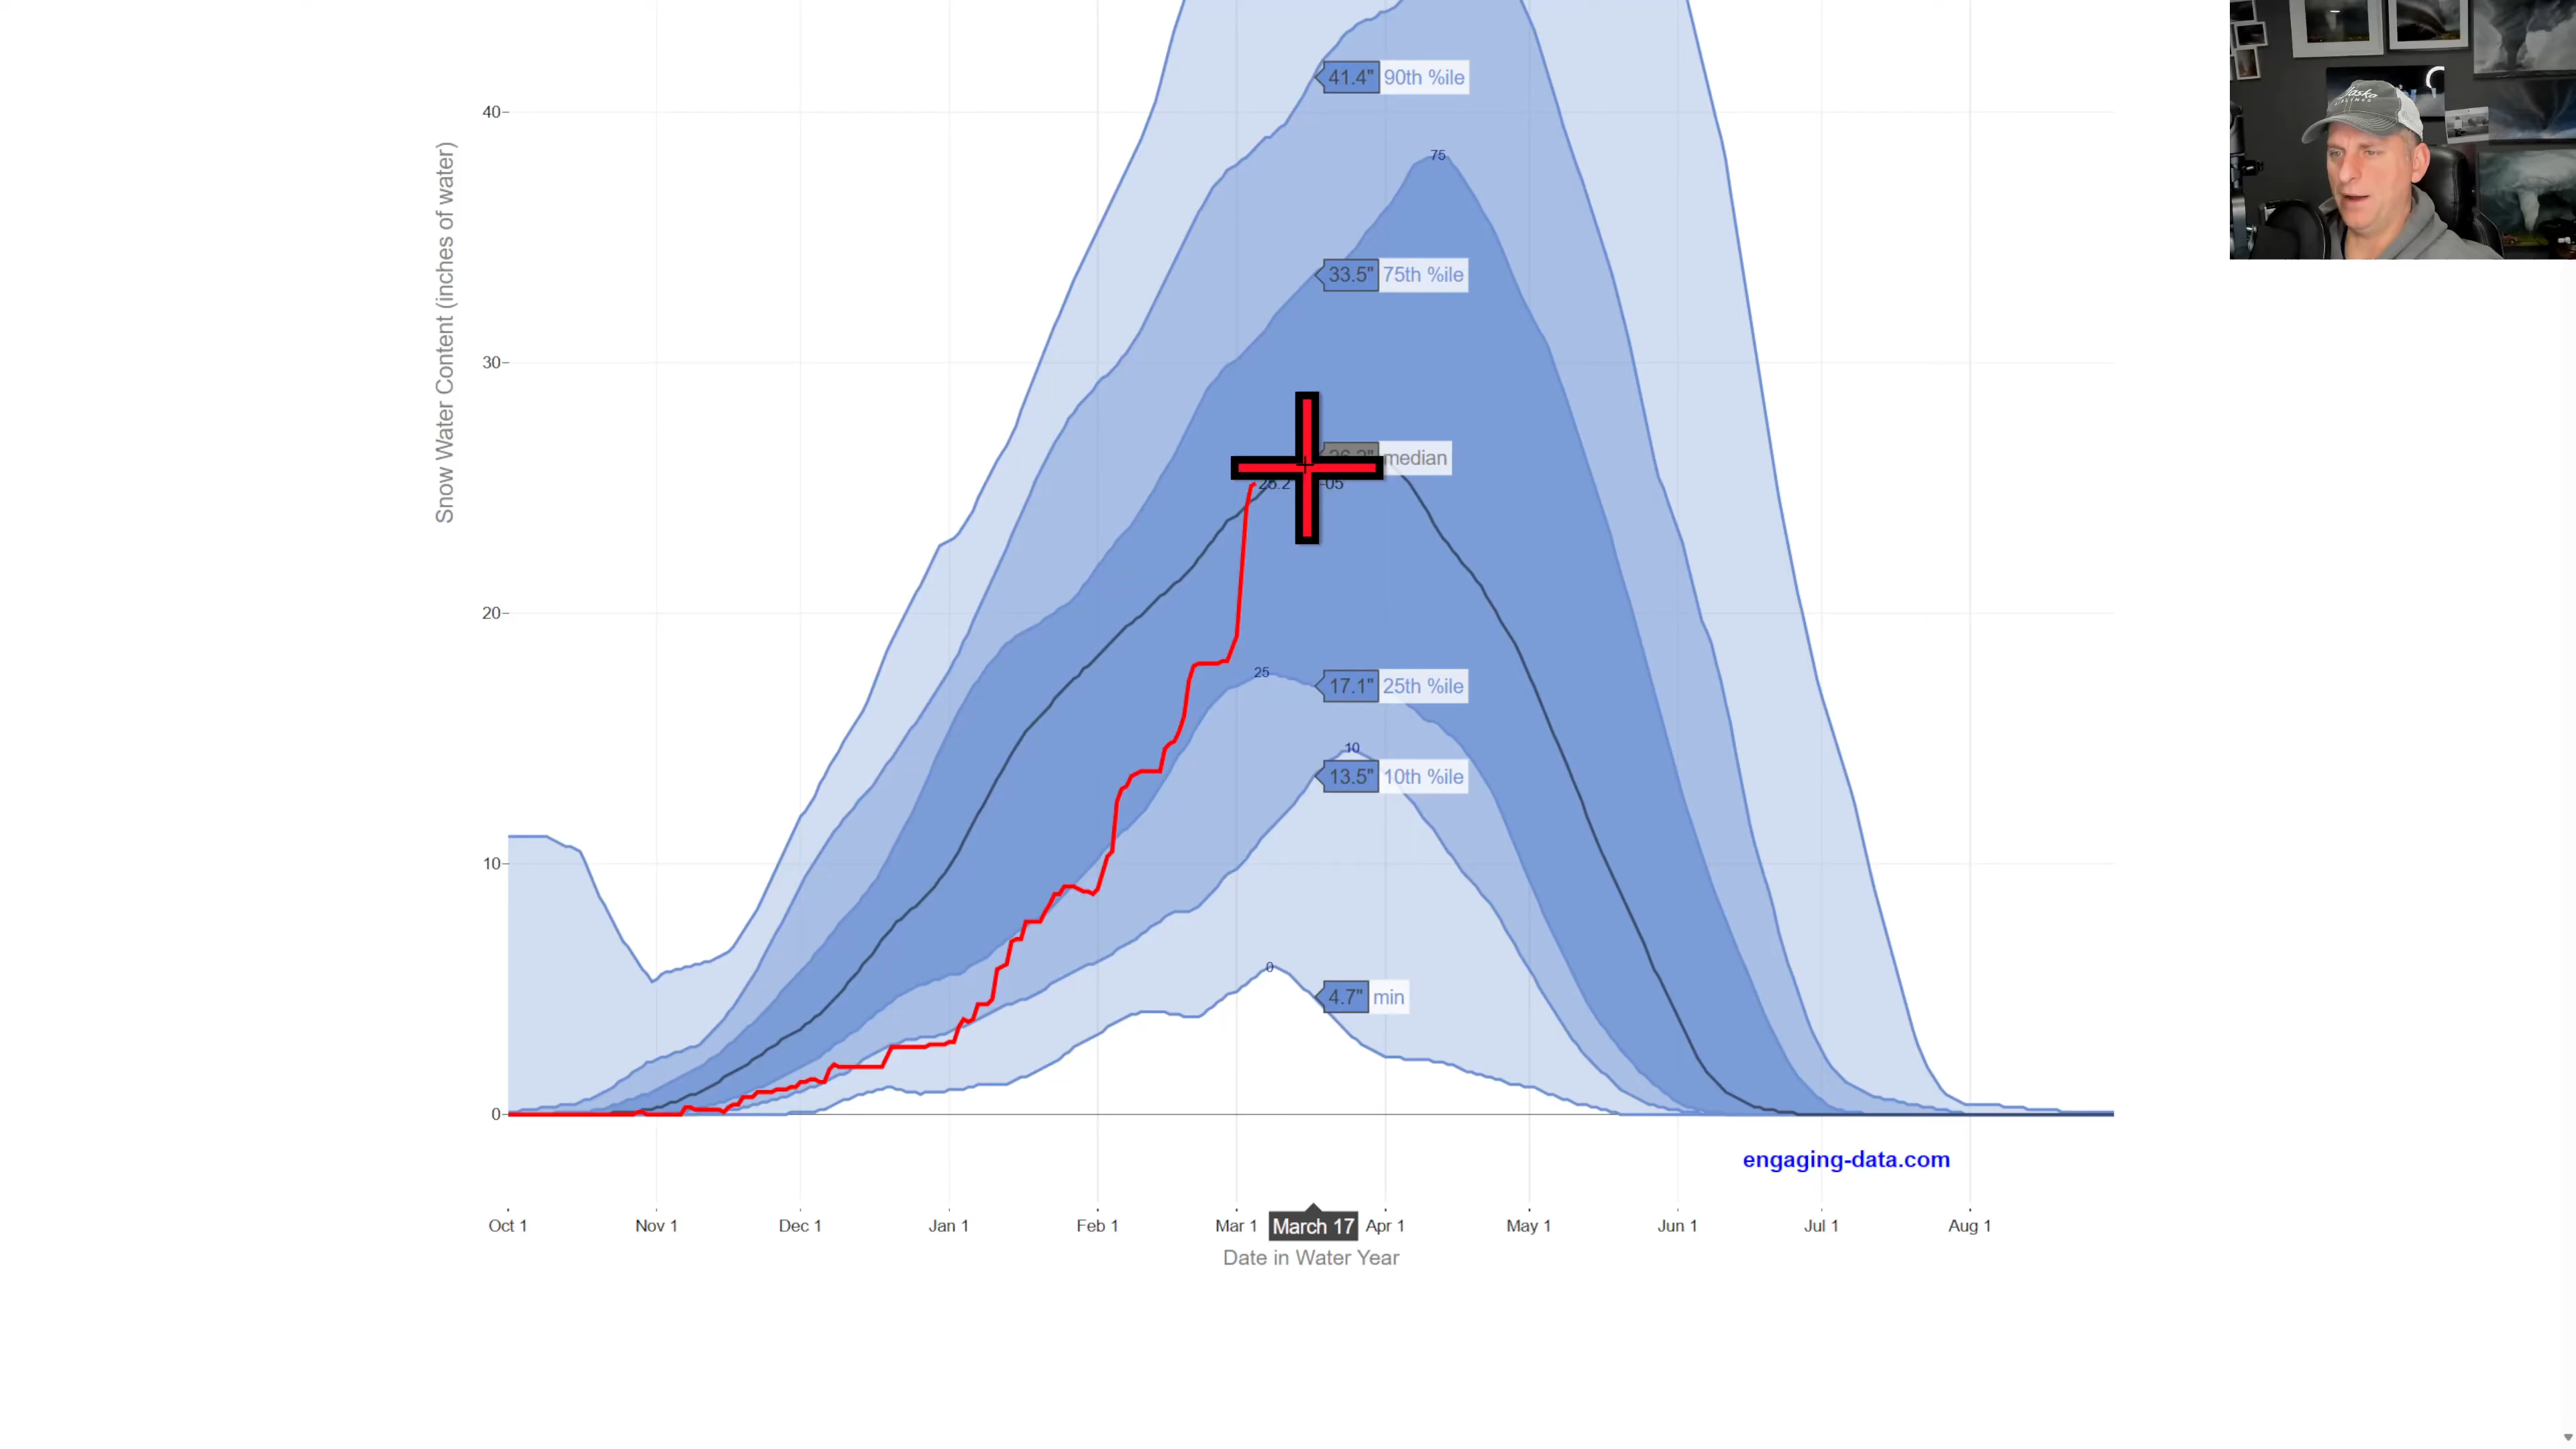 41.4" 90th %ile
40
75
33.5" 75th %ile
30
Snow Water Content (inches of water)
median
20
25
17.1" 25th %ile
10
13.5" 10th %ile
10
0
4.7" min
0
engaging-data.com
Oct 1 Nov 1 Dec 1 Jan 1 Feb 1 Mar 1 March 17 Apr 1 May 1 Jun 1 Jul 1 Aug 1
Date in Water Year